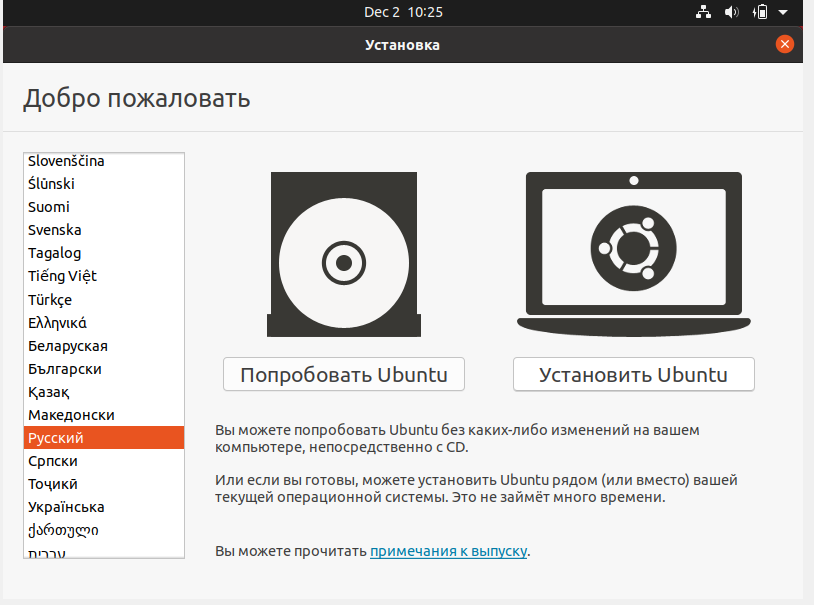 Dec 2 10:25
Установка
Добро пожаловать
Slovenščina
Ślůnski
Suomi
Svenska
Tagalog
Tiếng Việt
Türkçe
Ελληνικά
Беларуская
Български
Қазақ
Македонски
Русский
Српски
Тоҷикӣ
Українська
ქართული
עברית
Попробовать Ubuntu
Установить Ubuntu
Вы можете попробовать Ubuntu без каких-либо изменений на вашем
компьютере, непосредственно с CD.
Или если вы готовы, можете установить Ubuntu рядом (или вместо) вашей
текущей операционной системы. Это не займёт много времени.
Вы можете прочитать примечания к выпуску.